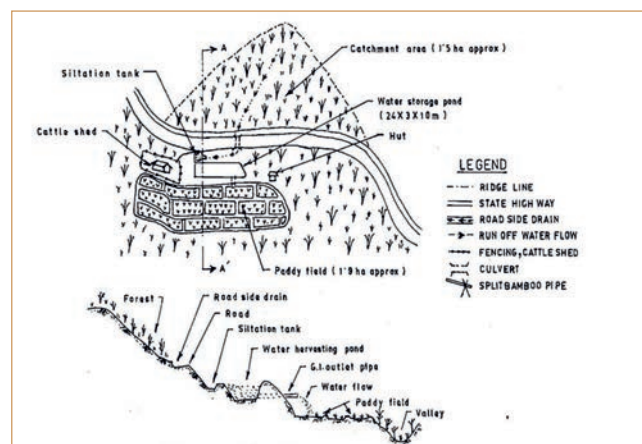 A
Catchment area (1·5 ha approx)
Siltation tank
Water storage pond
(24X3X10m)
Cattle shed
Hut
LEGEND
RIDGE LINE
STATE HIGH WAY
ROAD SIDE DRAIN
RUN OFF WATER FLOW
FENCING, CATTLE SHED
CULVERT
SPLIT BAMBOO PIPE
A'
Paddy field (1·9 ha approx)
Forest
Road side drain
Road
Siltation tank
Water harvesting pond
G.I. outlet pipe
Water flow
Paddy field
Valley